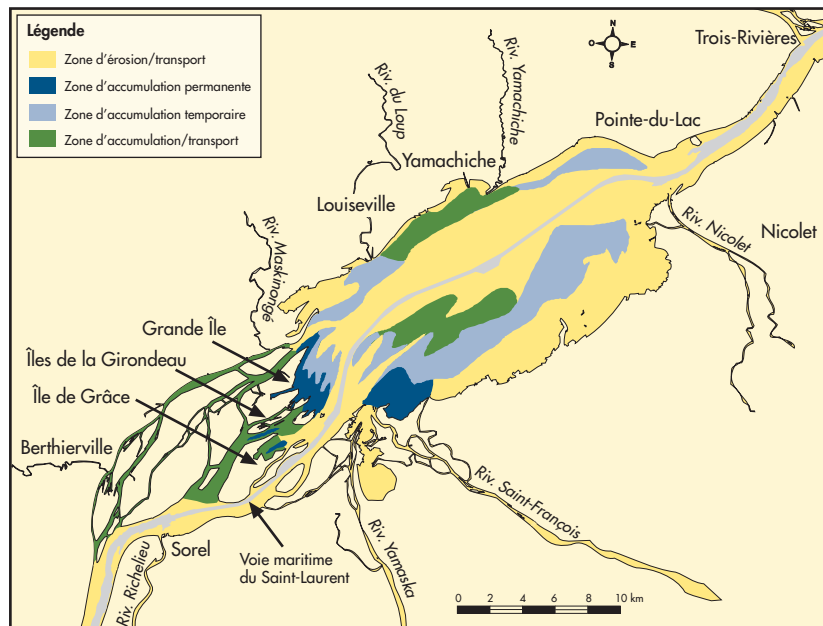 Légende
Zone d'érosion/transport
Zone d'accumulation permanente
Zone d'accumulation temporaire
Zone d'accumulation/transport
N
O
E
S
Trois-Rivières
Riv. Yamachiche
Riv. du Loup
Pointe-du-Lac
Yamachiche
Louiseville
Riv. Nicolet
Nicolet
Riv. Maskinongé
Grande Île
Îles de la Girondeau
Île de Grâce
Berthierville
Riv. Saint-François
Sorel
Voie maritime
du Saint-Laurent
Riv. Yamaska
Riv. Richelieu
0 2 4 6 8 10 km